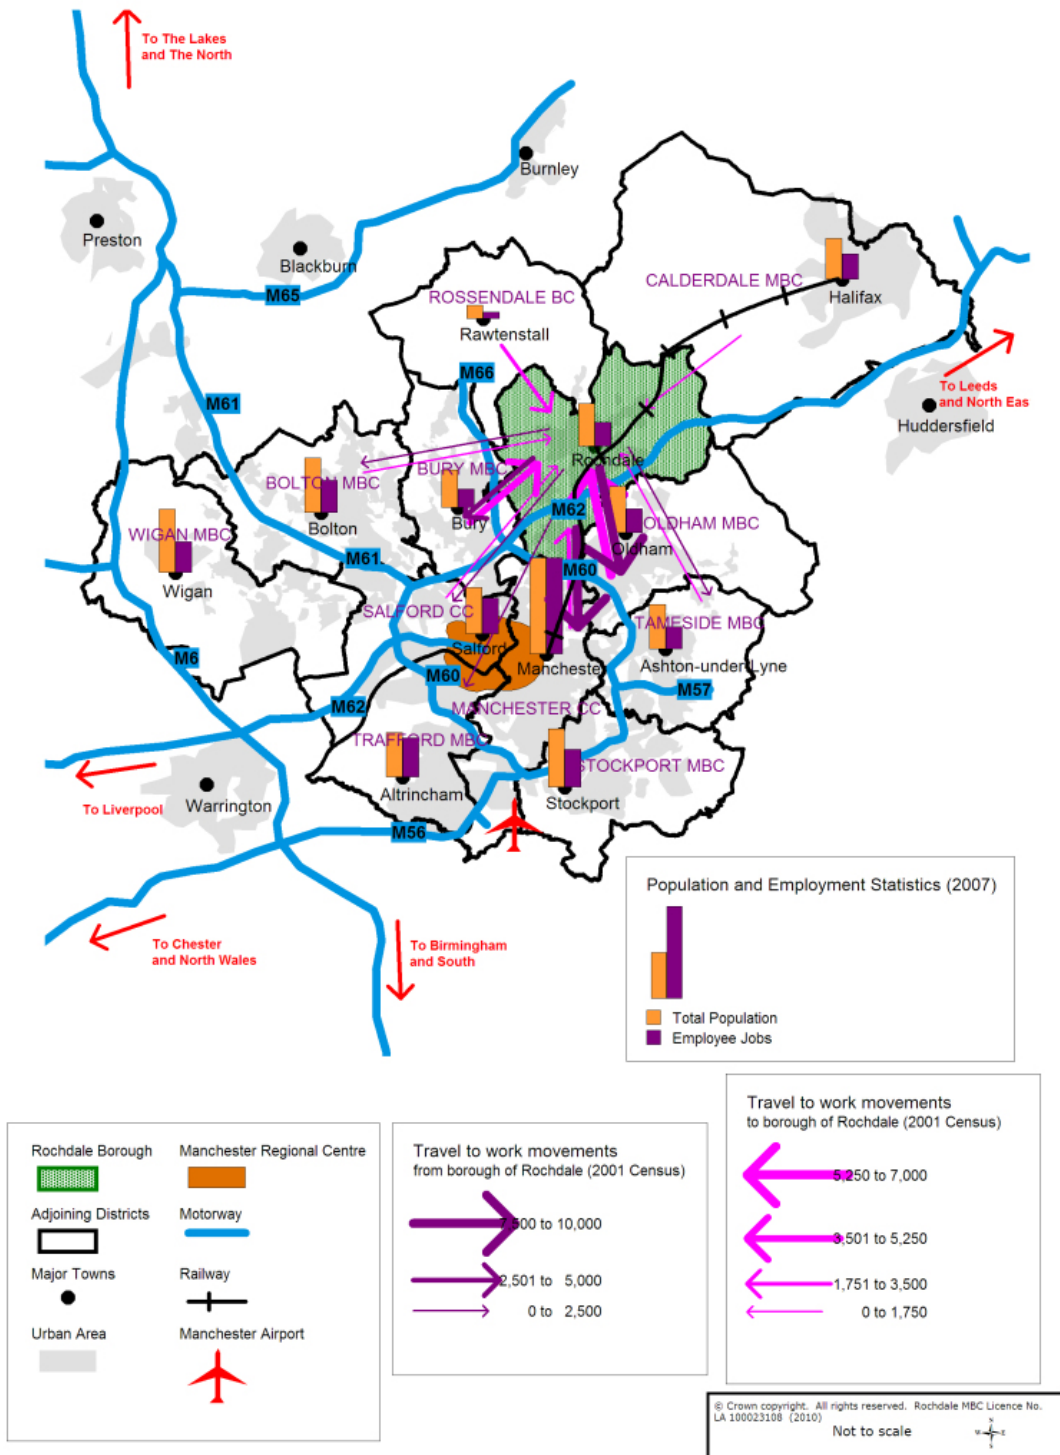 To The Lakes
and The North
Burnley
Preston
Blackburn
M65
ROSSENDALE BC
Rawtenstall
CALDERDALE MBC
Halifax
M66
To Leeds
and North Eas
Huddersfield
M61
Rochdale
BOLTON MBC
BURY MBC
Bolton
Bury
M62
OLDHAM MBC
Oldham
WIGAN MBC
Wigan
M61
M60
SALFORD CC
Salford
Manchester
TAMESIDE MBC
Ashton-under-Lyne
M6
M60
M57
M62
MANCHESTER CC
TRAFFORD MBC
STOCKPORT MBC
Altrincham
Stockport
To Liverpool
Warrington
M56
To Chester
and North Wales
To Birmingham
and South
Population and Employment Statistics (2007)
Total Population
Employee Jobs
Rochdale Borough
Manchester Regional Centre
Adjoining Districts
Motorway
Major Towns
Railway
Urban Area
Manchester Airport
Travel to work movements
from borough of Rochdale (2001 Census)
7,500 to 10,000
2,501 to 5,000
0 to 2,500
Travel to work movements
to borough of Rochdale (2001 Census)
5,250 to 7,000
3,501 to 5,250
1,751 to 3,500
0 to 1,750
© Crown copyright. All rights reserved. Rochdale MBC Licence No.
LA 100023108 (2010)
Not to scale
N
W
E
S